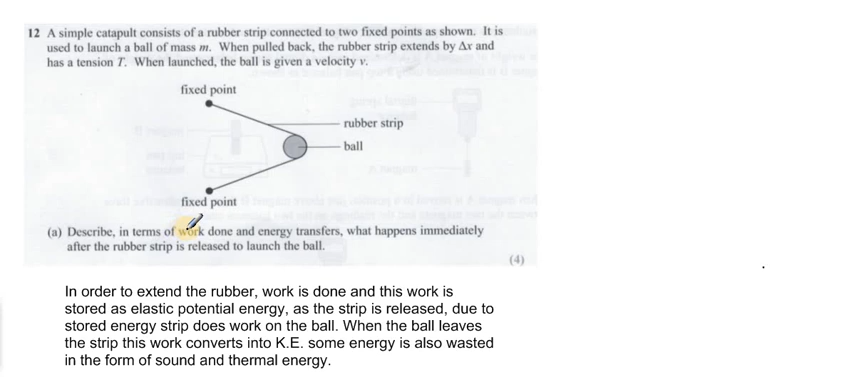 12 A simple catapult consists of a rubber strip connected to two fixed points as shown. It is
used to launch a ball of mass m. When pulled back, the rubber strip extends by Δx and
has a tension T. When launched, the ball is given a velocity v.
fixed point
rubber strip
ball
fixed point
(a) Describe, in terms of work done and energy transfers, what happens immediately
after the rubber strip is released to launch the ball.
(4)
In order to extend the rubber, work is done and this work is
stored as elastic potential energy, as the strip is released, due to
stored energy strip does work on the ball. When the ball leaves
the strip this work converts into K.E. some energy is also wasted
in the form of sound and thermal energy.